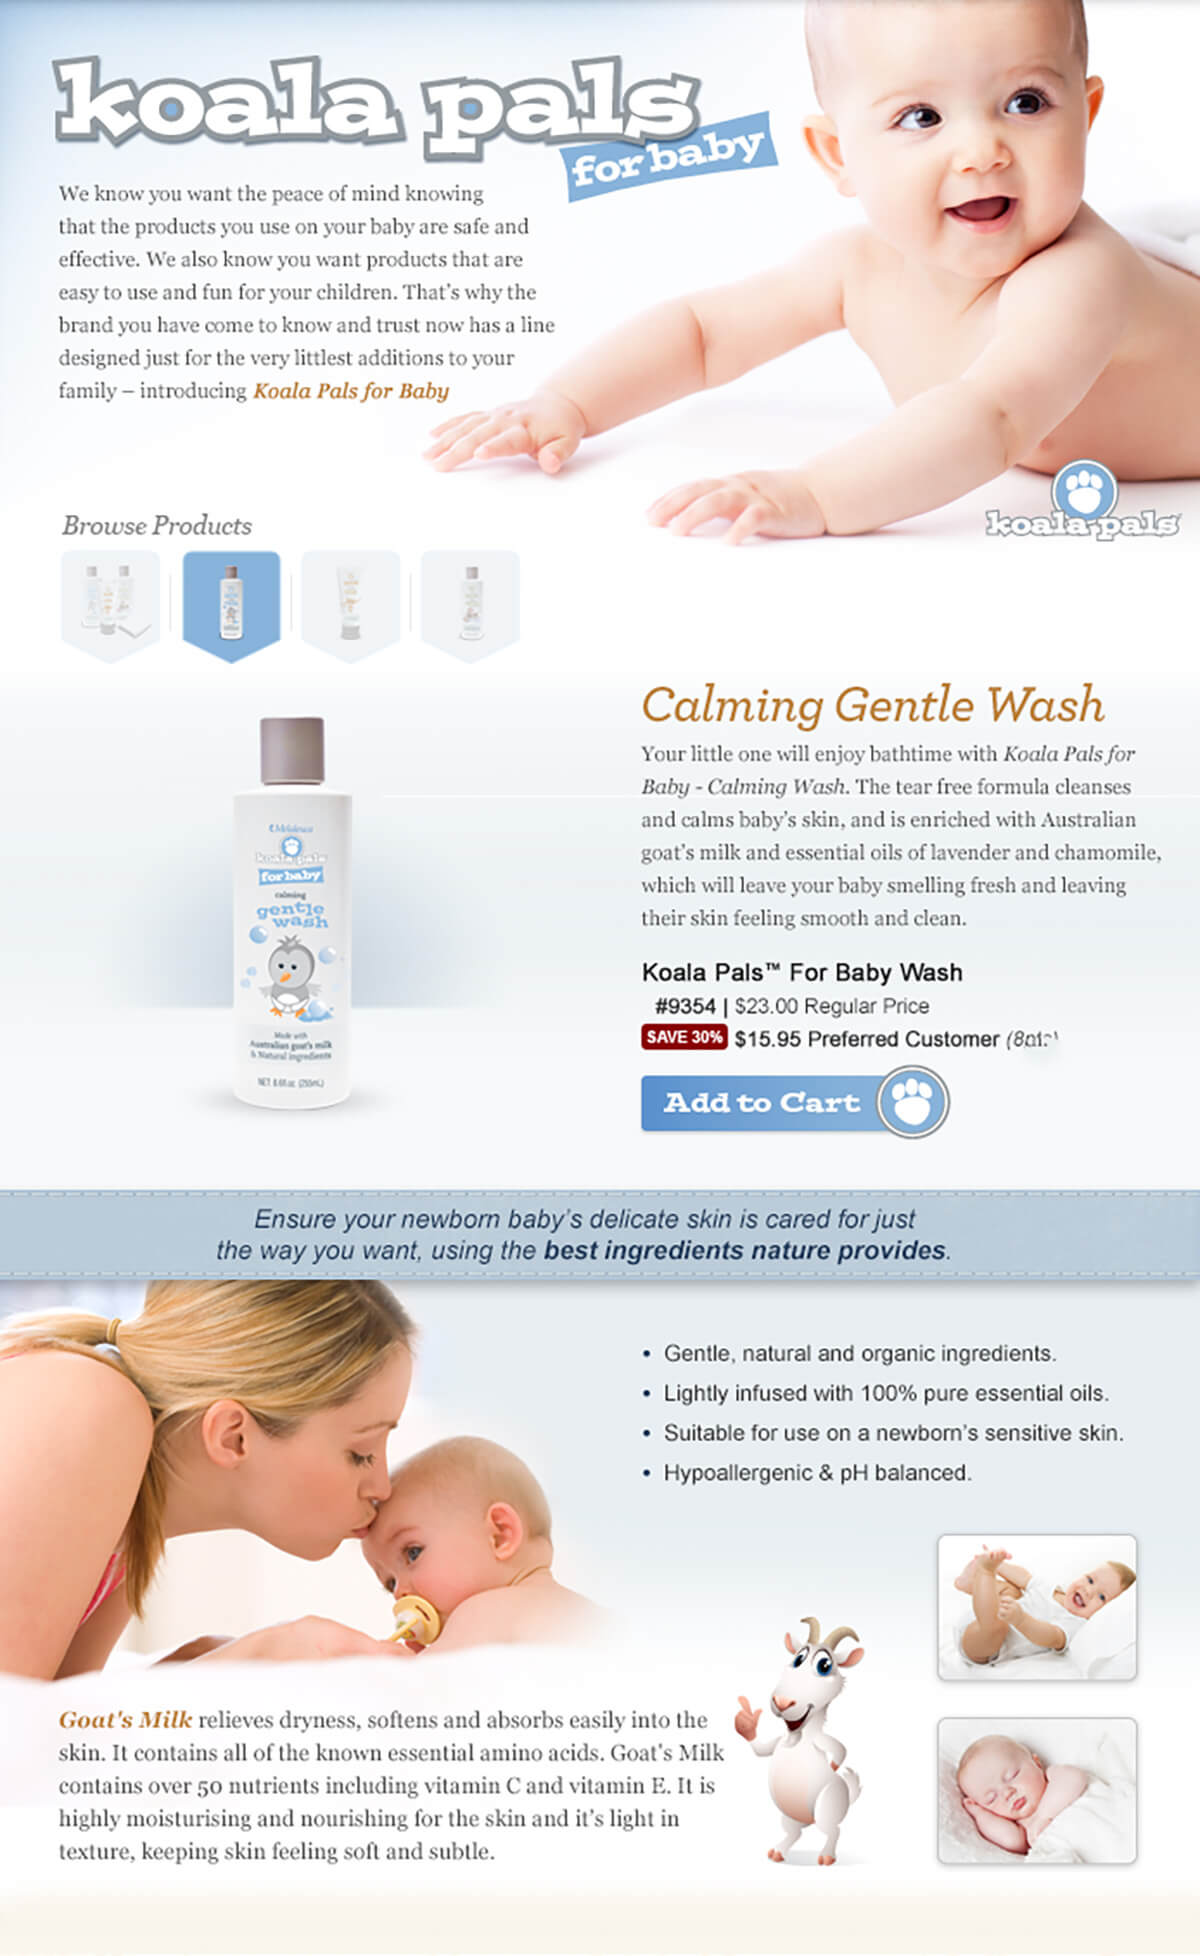 koala pals
for baby
We know you want the peace of mind knowing
that the products you use on your baby are safe and
effective. We also know you want products that are
easy to use and fun for your children. That's why the
brand you have come to know and trust now has a line
designed just for the very littlest additions to your
family – introducing Koala Pals for Baby
koala pals
Browse Products
Calming Gentle Wash
Your little one will enjoy bathtime with Koala Pals for
Baby - Calming Wash. The tear free formula cleanses
and calms baby's skin, and is enriched with Australian
goat's milk and essential oils of lavender and chamomile,
which will leave your baby smelling fresh and leaving
their skin feeling smooth and clean.
Koala Pals™ For Baby Wash
#9354 | $23.00 Regular Price
SAVE 30% $15.95 Preferred Customer
Add to Cart
Melaleuca
koala pals
for baby
calming
gentle
wash
Made with
Australian goat's milk
& Natural ingredients
Ensure your newborn baby's delicate skin is cared for just
the way you want, using the best ingredients nature provides.
• Gentle, natural and organic ingredients.
• Lightly infused with 100% pure essential oils.
• Suitable for use on a newborn's sensitive skin.
• Hypoallergenic & pH balanced.
Goat's Milk relieves dryness, softens and absorbs easily into the
skin. It contains all of the known essential amino acids. Goat's Milk
contains over 50 nutrients including vitamin C and vitamin E. It is
highly moisturising and nourishing for the skin and it's light in
texture, keeping skin feeling soft and subtle.